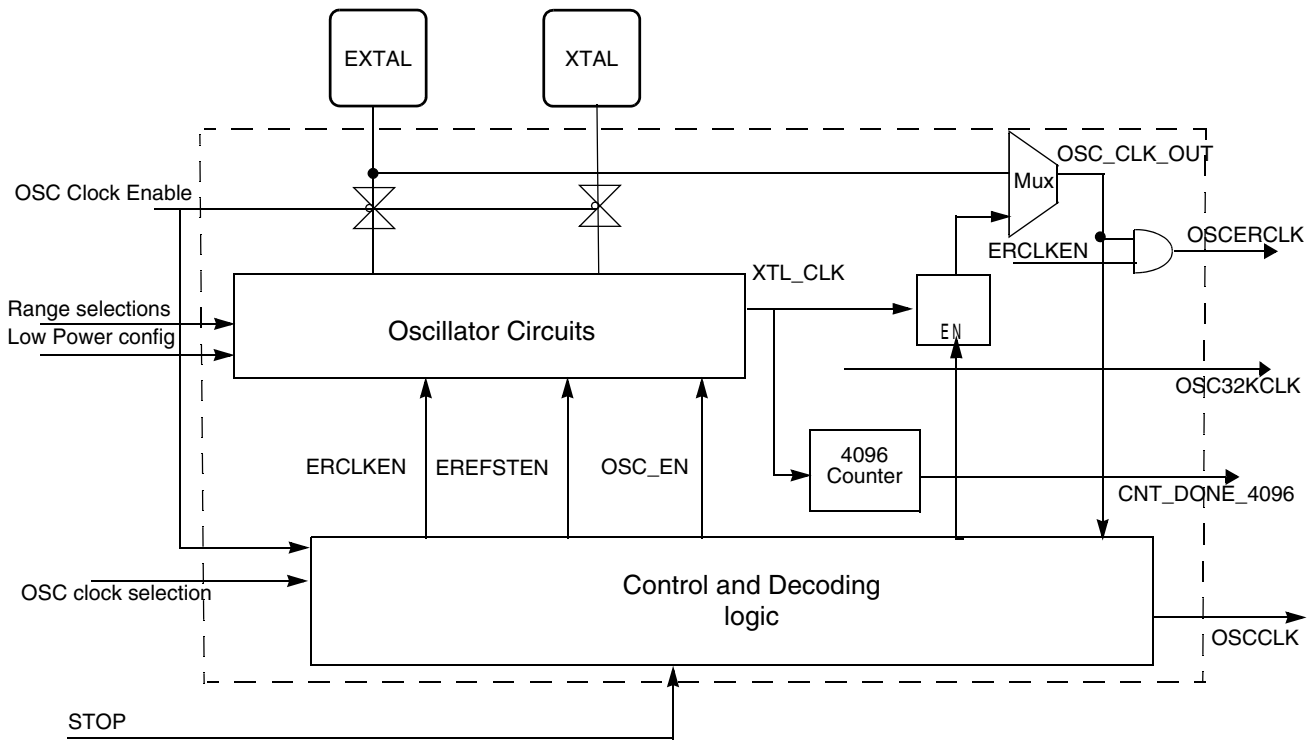 EXTAL
XTAL
OSC_CLK_OUT
Mux
OSC Clock Enable
OSCERCLK
ERCLKEN
XTL_CLK
Range selections
Low Power config
Oscillator Circuits
EN
OSC32KCLK
ERCLKEN
EREFSTEN
OSC_EN
4096
Counter
CNT_DONE_4096
OSC clock selection
Control and Decoding
logic
OSCCLK
STOP